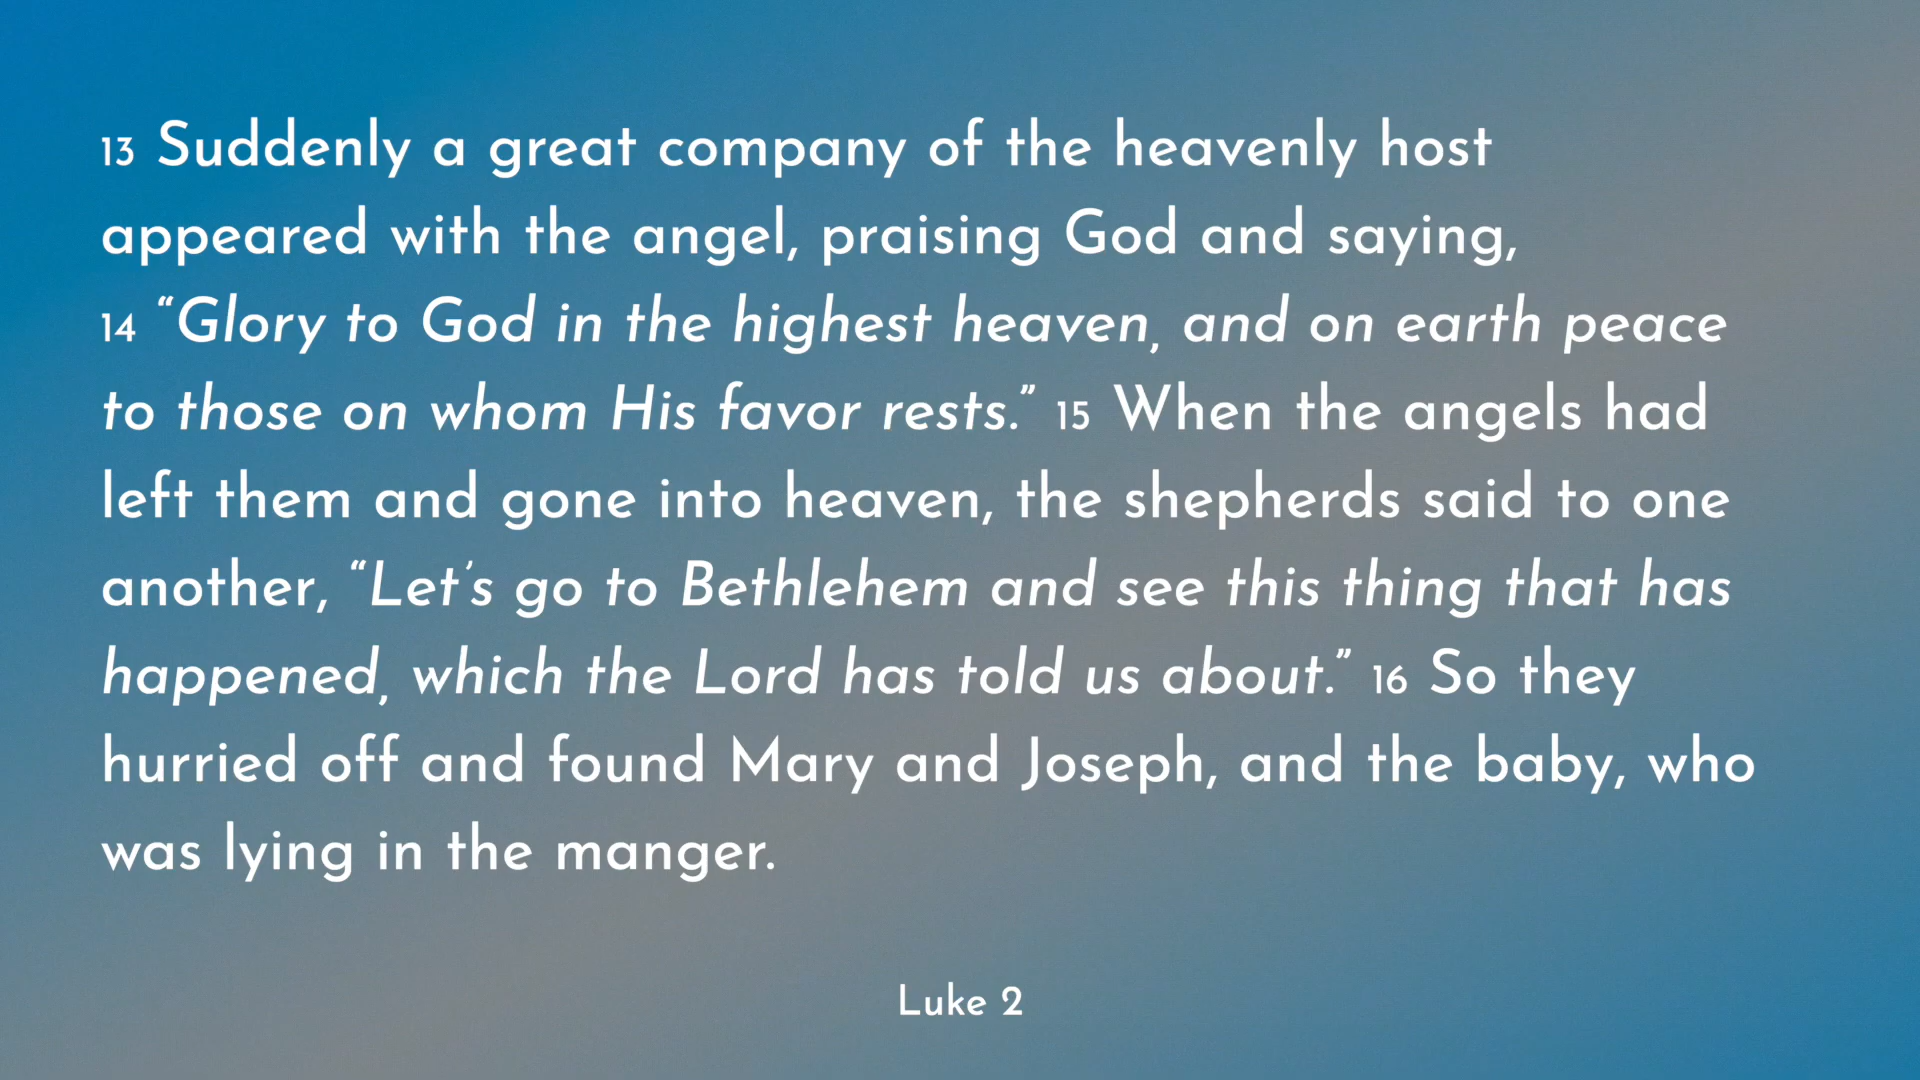 13 Suddenly a great company of the heavenly host
appeared with the angel, praising God and saying,
14 “Glory to God in the highest heaven, and on earth peace
to those on whom His favor rests.” 15 When the angels had
left them and gone into heaven, the shepherds said to one
another, “Let’s go to Bethlehem and see this thing that has
happened, which the Lord has told us about.” 16 So they
hurried off and found Mary and Joseph, and the baby, who
was lying in the manger.
Luke 2